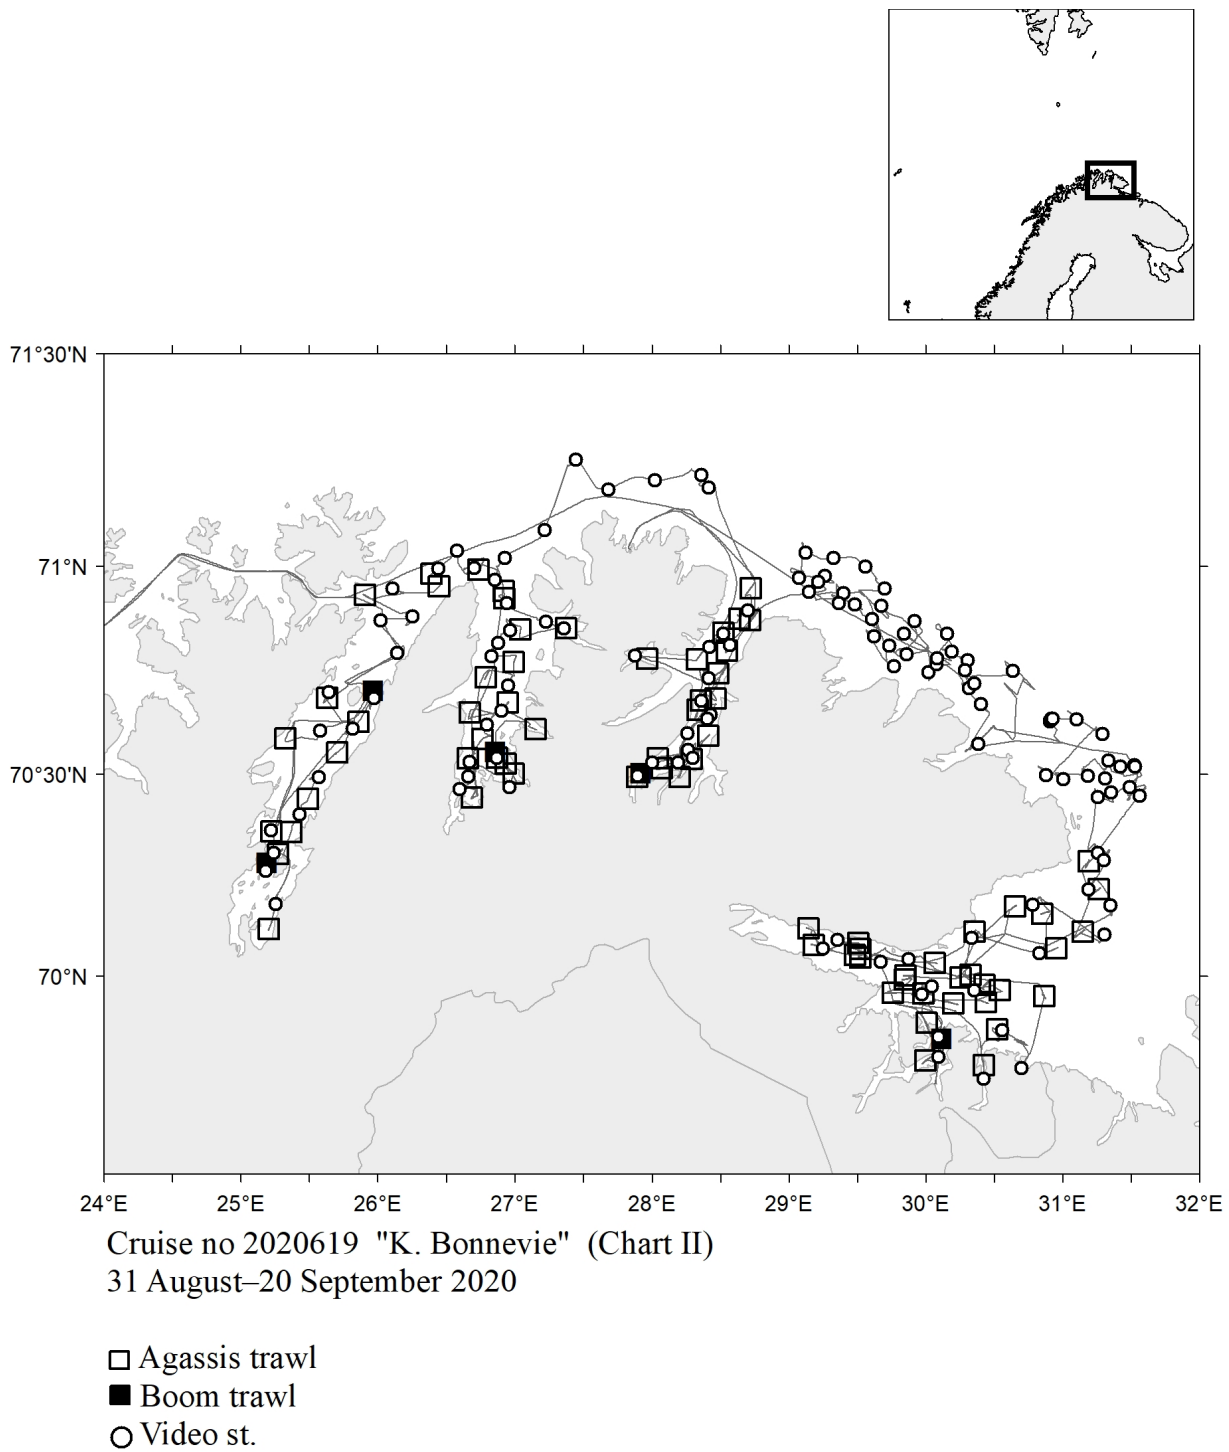 71°30'N
71°N
70°30'N
70°N
24°E 25°E 26°E 27°E 28°E 29°E 30°E 31°E 32°E
Cruise no 2020619 "K. Bonnevie" (Chart II)
31 August–20 September 2020
Agassis trawl
Boom trawl
Video st.